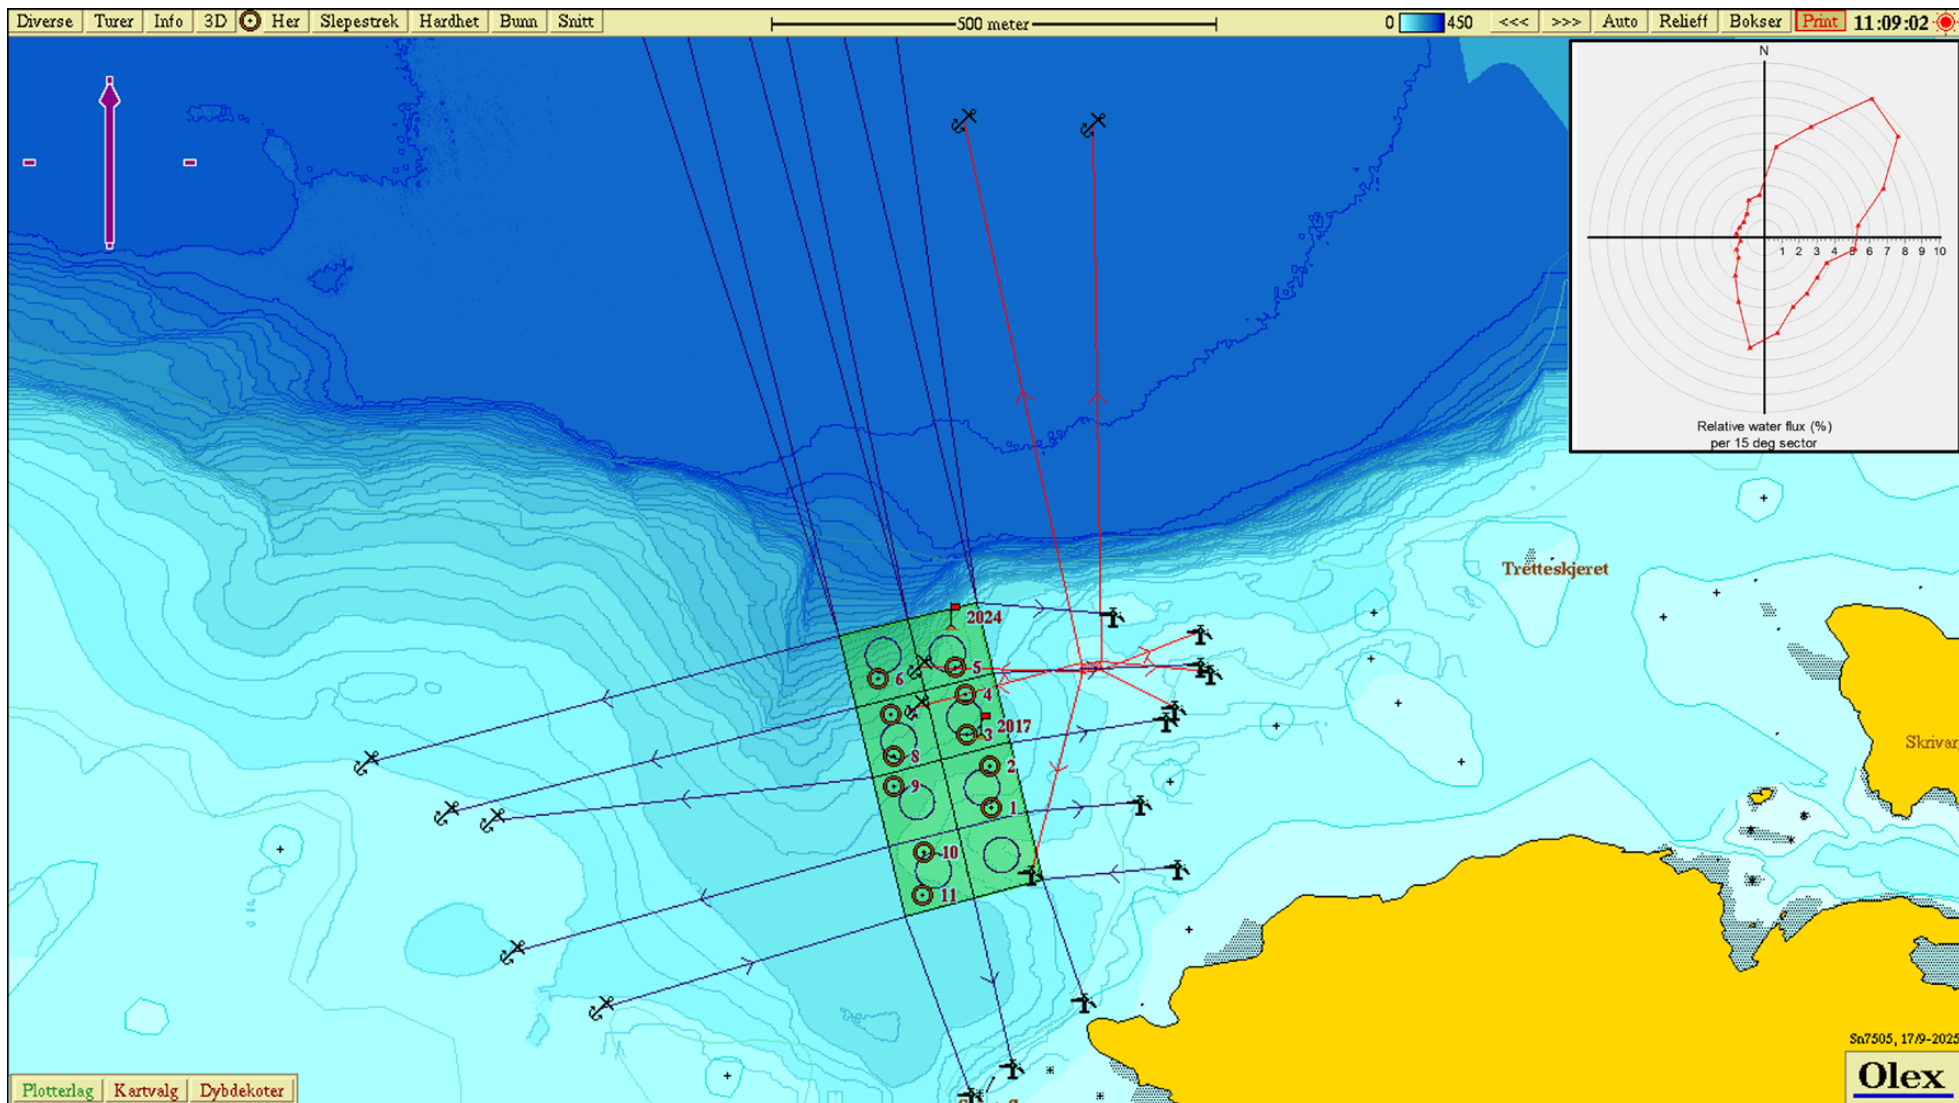 Diverse Turer Info 3D Her Slepestrek Hardhet Bunn Snitt 500 meter 0 450 <<< >>> Auto Relieff Bokser Print 11:09:02
N
1 2 3 4 5 6 7 8 9 10
Relative water flux (%)
per 15 deg sector
Tretteskjeret
2024
5
6
4
2017
3
8
2
9
1
10
11
Skrivar
Sn7505, 17/9-2025
Olex
Plotterlag Kartvalg Dybdekoter